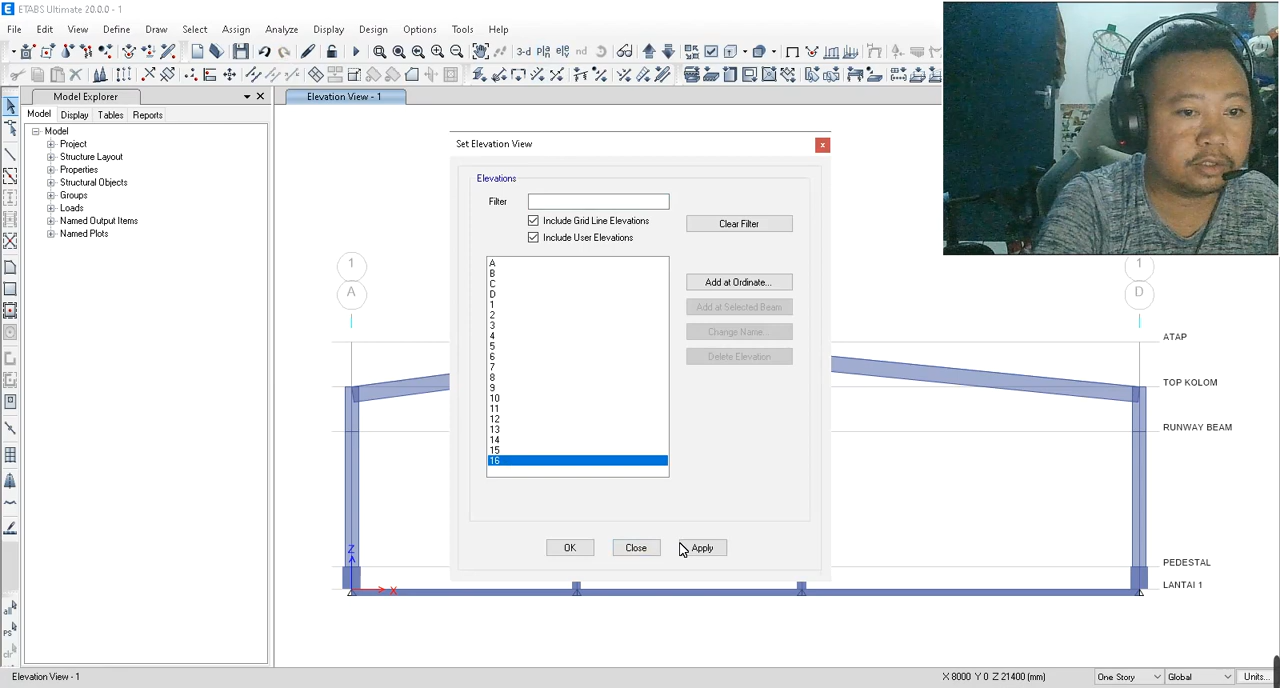 ETABS Ultimate 20.0.0 - 1
File Edit View Define Draw Select Assign Analyze Display Design Options Tools Help
3-d
nd
Model Explorer
Elevation View - 1
Model Display Tables Reports
Model
Project
Structure Layout
Properties
Structural Objects
Groups
Loads
Named Output Items
Named Plots
Set Elevation View
Elevations
Filter
Include Grid Line Elevations
Clear Filter
Include User Elevations
A
B
C
D
1
2
3
4
5
6
7
8
9
10
11
12
13
14
15
16
Add at Ordinate...
Add at Selected Beam
Change Name...
Delete Elevation
OK Close Apply
1
A
1
D
ATAP
TOP KOLOM
RUNWAY BEAM
PEDESTAL
LANTAI 1
Z
X
Elevation View - 1
X 8000 Y 0 Z 21400 (mm)
One Story
Global
Units...